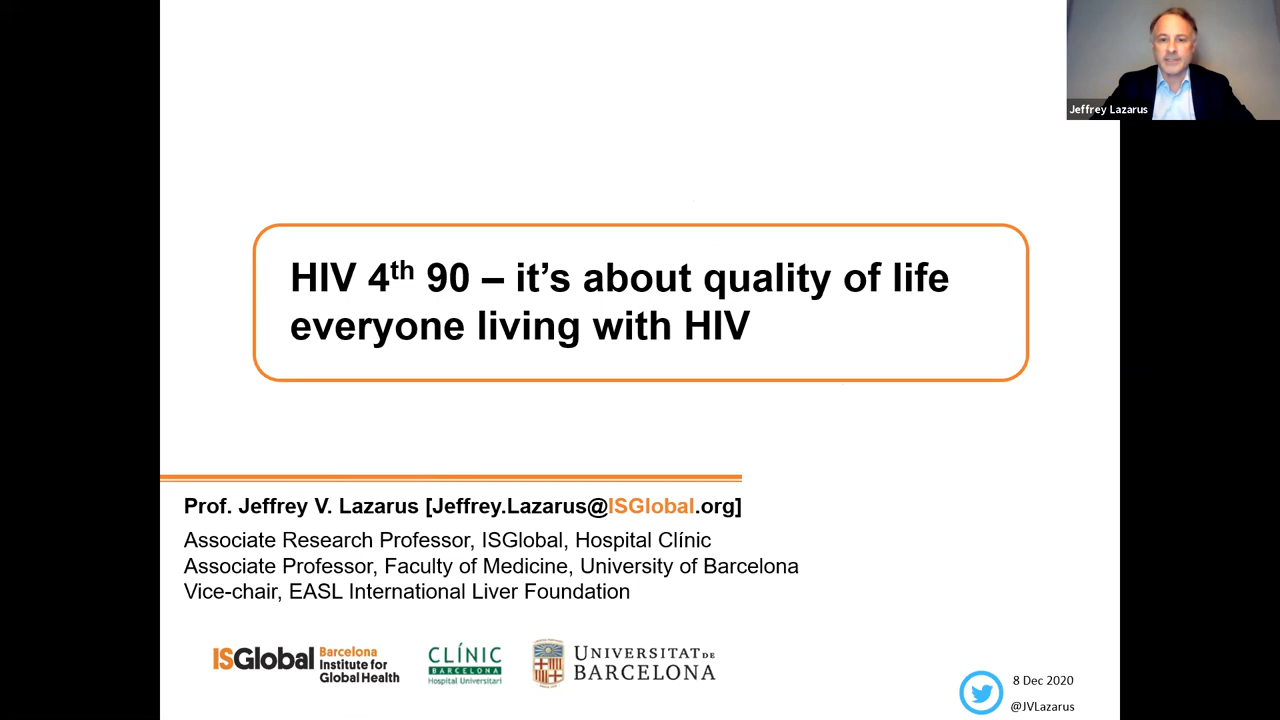 Jeffrey Lazarus
HIV 4th 90 – it's about quality of life
everyone living with HIV
Prof. Jeffrey V. Lazarus [Jeffrey.Lazarus@ISGlobal.org]
Associate Research Professor, ISGlobal, Hospital Clínic
Associate Professor, Faculty of Medicine, University of Barcelona
Vice-chair, EASL International Liver Foundation
ISGlobal Barcelona
Institute for
Global Health
CLÍNIC
BARCELONA
Hospital Universitari
UNIVERSITAT DE
BARCELONA
8 Dec 2020
@JVLazarus